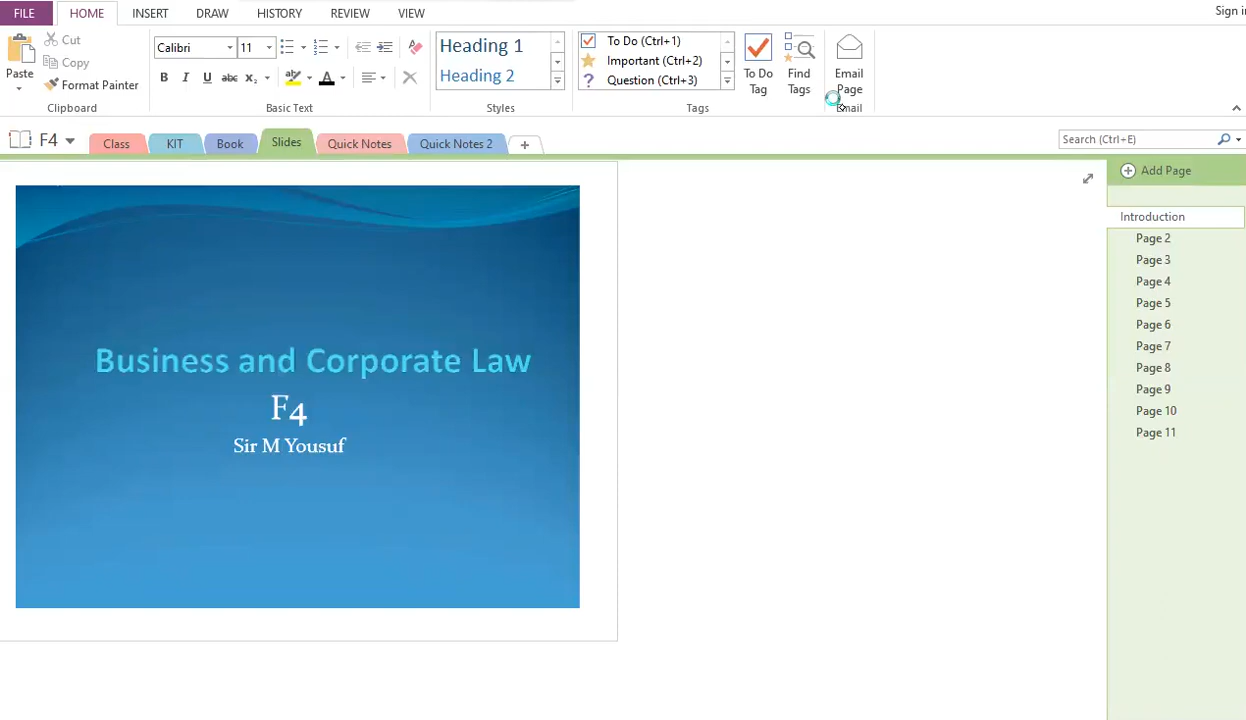 FILE HOME INSERT DRAW HISTORY REVIEW VIEW
Paste
Cut
Copy
Format Painter
Clipboard
Calibri 11
B I U abc X₂ A
Basic Text
Heading 1
Heading 2
Styles
To Do (Ctrl+1)
Important (Ctrl+2)
Question (Ctrl+3)
Tags
To Do
Tag
Find
Tags
Email
Page
Email
F4 Class KIT Book Slides Quick Notes Quick Notes 2
Search (Ctrl+E)
Business and Corporate Law
F4
Sir M Yousuf
Add Page
Introduction
Page 2
Page 3
Page 4
Page 5
Page 6
Page 7
Page 8
Page 9
Page 10
Page 11